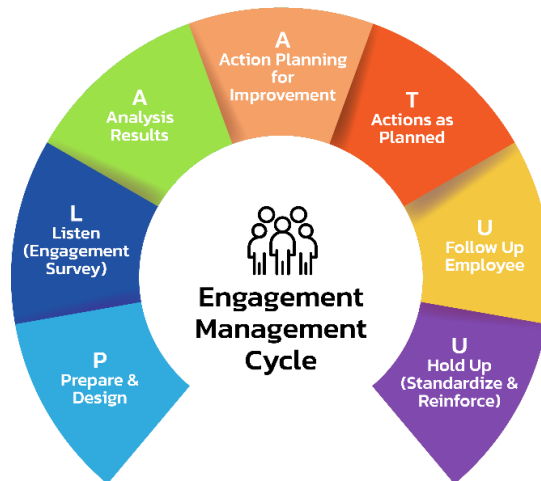 P
Prepare &
Design
L
Listen
(Engagement
Survey)
A
Analysis
Results
A
Action Planning
for
Improvement
T
Actions as
Planned
U
Follow Up
Employee
U
Hold Up
(Standardize &
Reinforce)
Engagement
Management
Cycle